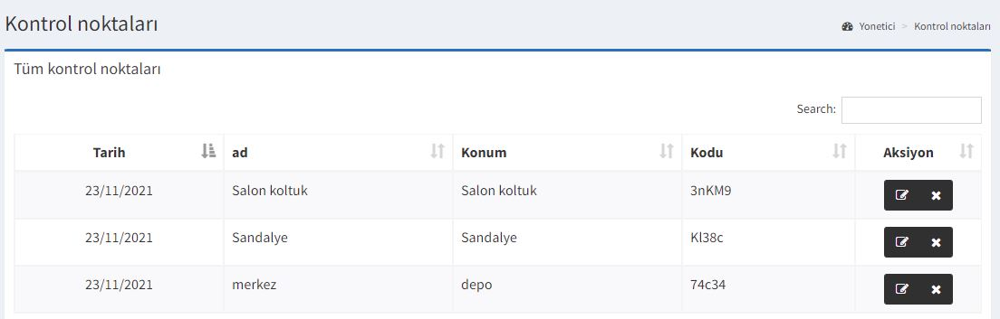 Kontrol noktaları
Yonetici > Kontrol noktaları
Tüm kontrol noktaları
Search:
Tarih ad Konum Kodu Aksiyon
23/11/2021 Salon koltuk Salon koltuk 3nKM9
23/11/2021 Sandalye Sandalye Kl38c
23/11/2021 merkez depo 74c34